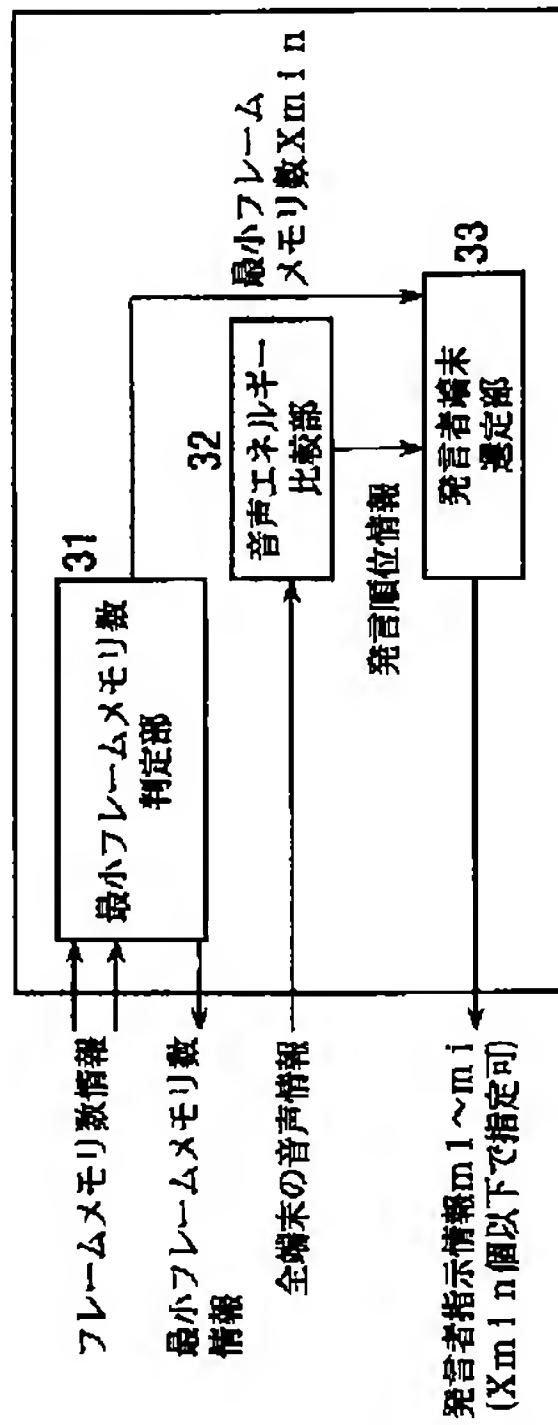 フレームメモリ数情報
最小フレームメモリ数
情報
全端末の音声情報
発言者指示情報m1～mi
(Xmin個以下で指定可)
31
最小フレームメモリ数
判定部
32
音声エネルギー
比較部
最小フレーム
メモリ数Xmin
発言順位情報
33
発言者端末
選定部